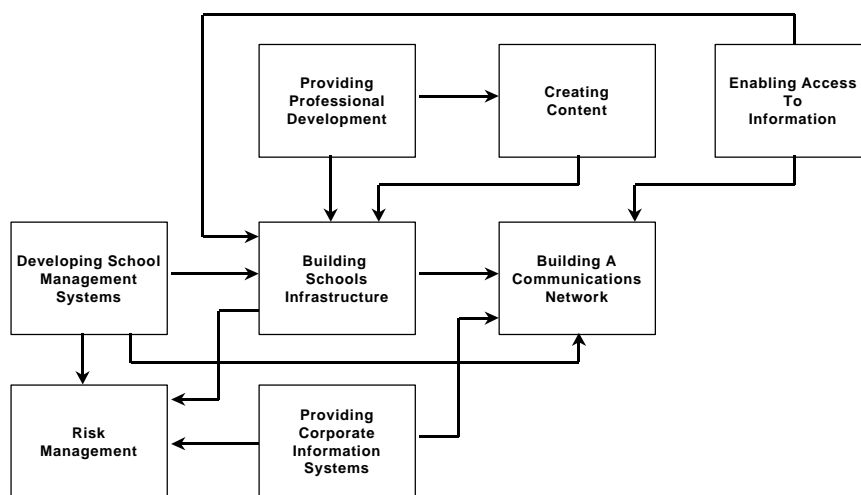 Providing
Professional
Development
Creating
Content
Enabling Access
To
Information
Developing School
Management
Systems
Building
Schools
Infrastructure
Building A
Communications
Network
Risk
Management
Providing
Corporate
Information
Systems